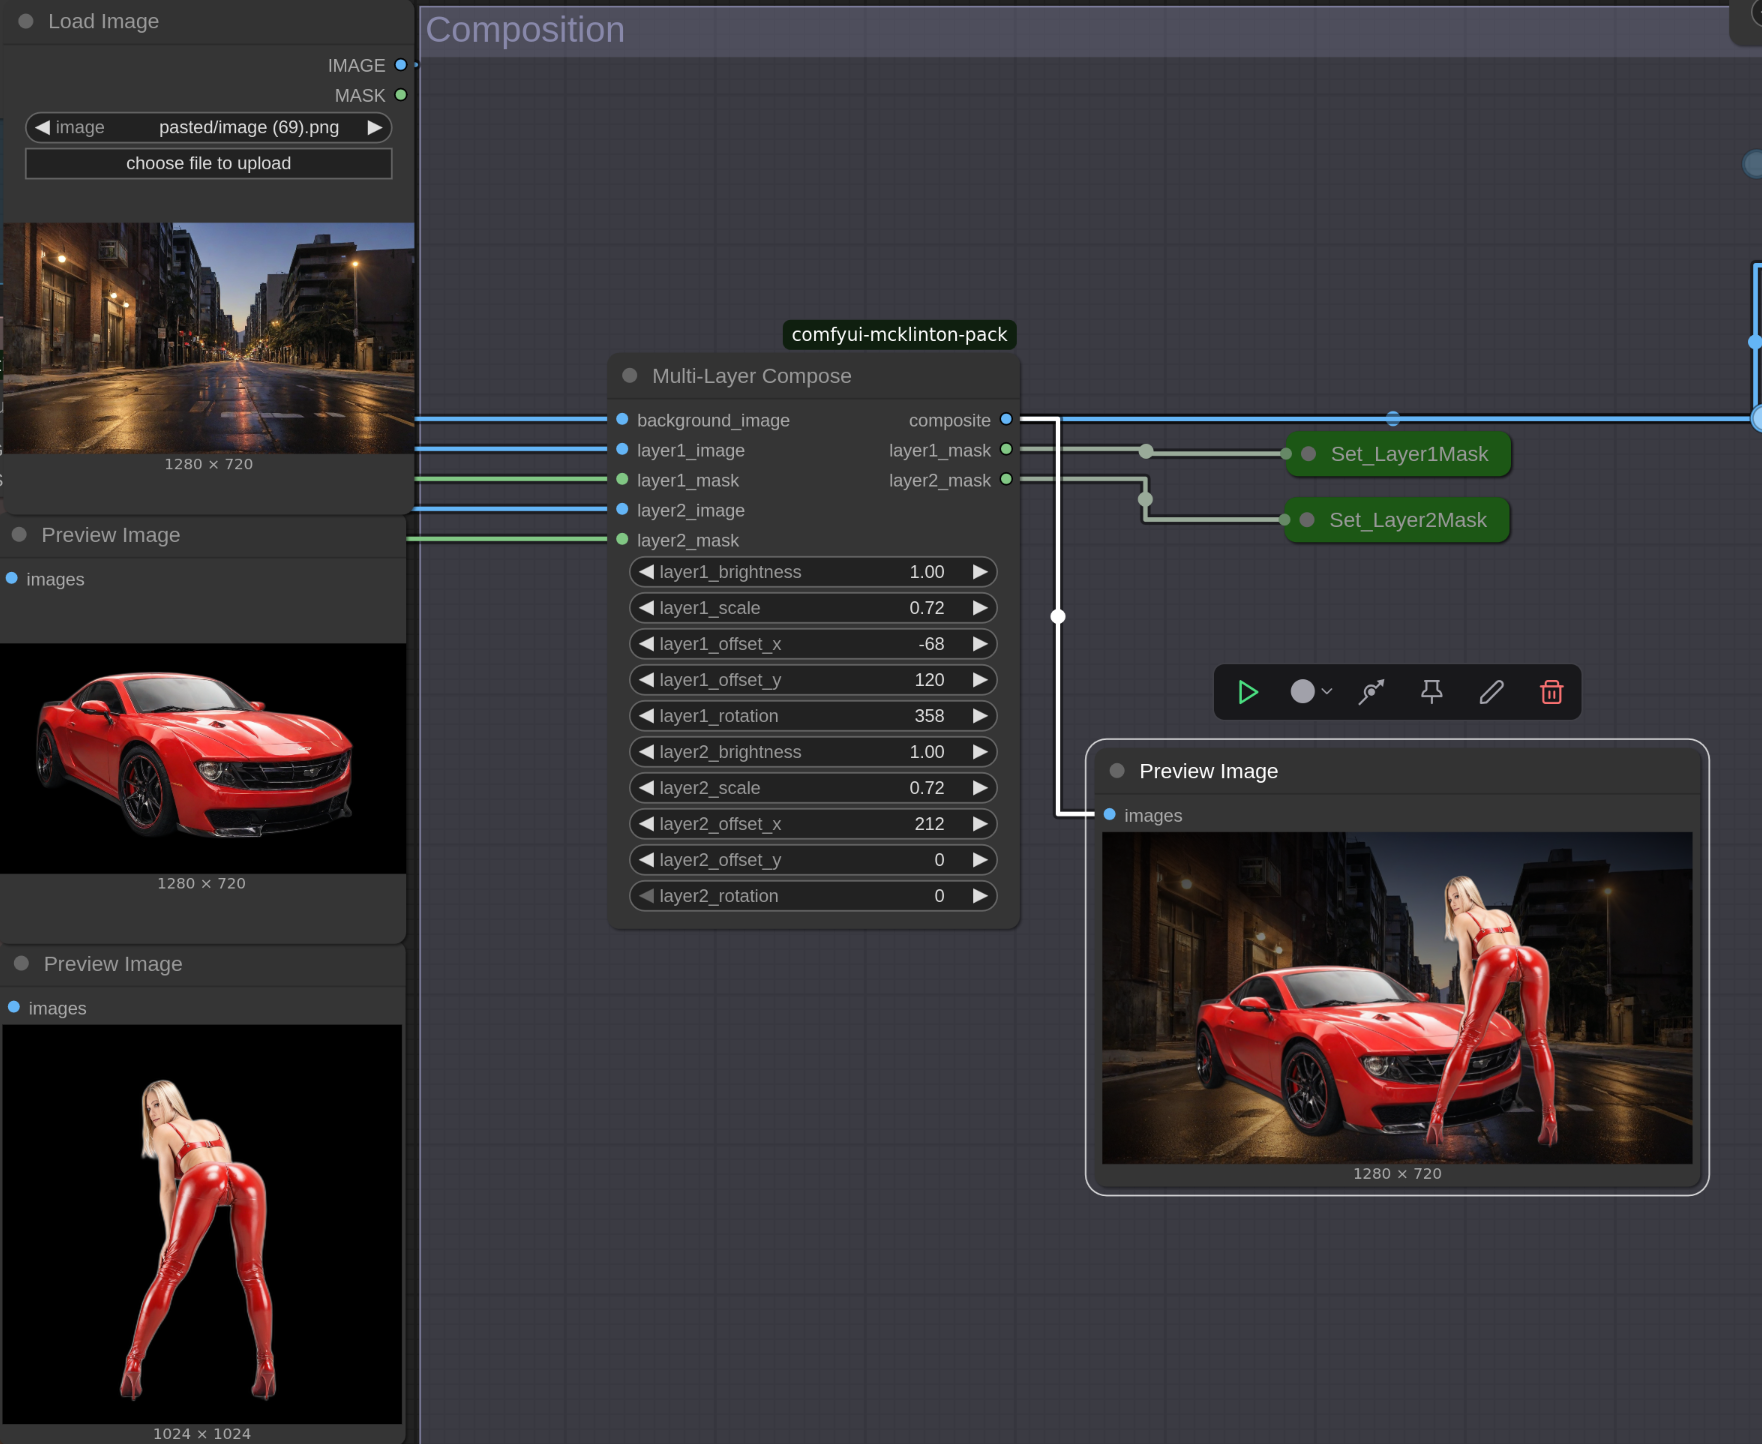 Load Image
IMAGE
MASK
image pasted/image (69).png
choose file to upload
1280 × 720
Preview Image
images
1280 × 720
Preview Image
images
1024 × 1024
Composition
comfyui-mcklinton-pack
Multi-Layer Compose
background_image composite
layer1_image layer1_mask
layer1_mask layer2_mask
layer2_image
layer2_mask
layer1_brightness 1.00
layer1_scale 0.72
layer1_offset_x -68
layer1_offset_y 120
layer1_rotation 358
layer2_brightness 1.00
layer2_scale 0.72
layer2_offset_x 212
layer2_offset_y 0
layer2_rotation 0
Set_Layer1Mask
Set_Layer2Mask
Preview Image
images
1280 × 720